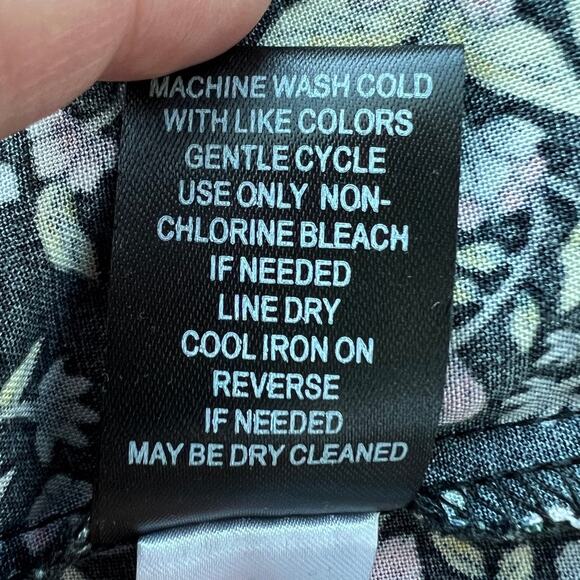 MACHINE WASH COLD
WITH LIKE COLORS
GENTLE CYCLE
USE ONLY NON-
CHLORINE BLEACH
IF NEEDED
LINE DRY
COOL IRON ON
REVERSE
IF NEEDED
MAY BE DRY CLEANED